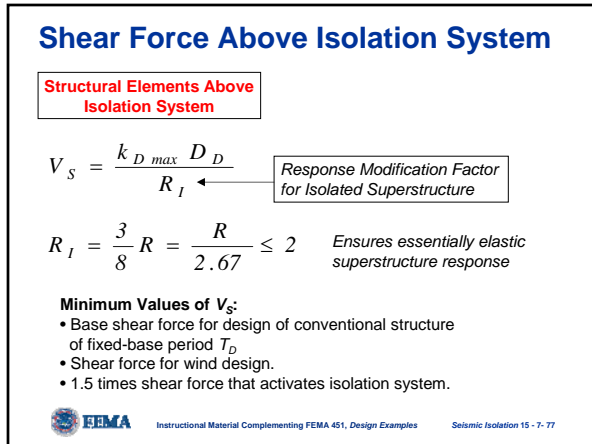 Shear Force Above Isolation System
Structural Elements Above
Isolation System
V_S = k_{D max} D_D / R_I
Response Modification Factor
for Isolated Superstructure
R_I = 3/8 R = R/2.67 ≤ 2
Ensures essentially elastic
superstructure response
Minimum Values of V_S:
• Base shear force for design of conventional structure
of fixed-base period T_D
• Shear force for wind design.
• 1.5 times shear force that activates isolation system.
FEMA Instructional Material Complementing FEMA 451, Design Examples Seismic Isolation 15 - 7- 77